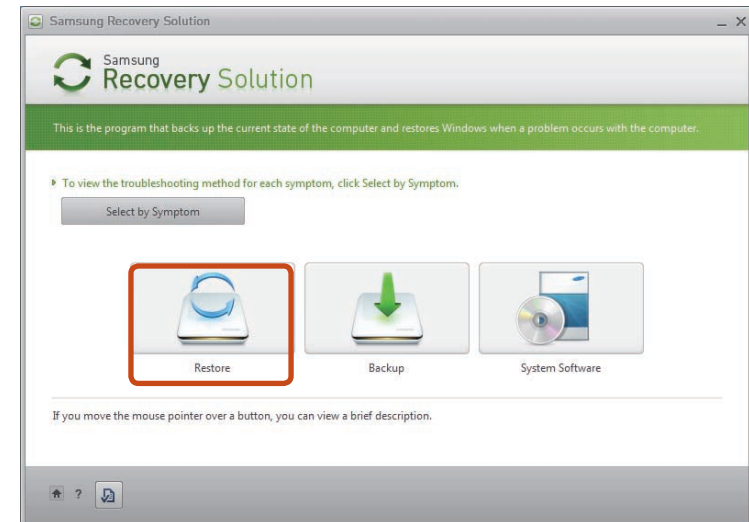 Samsung Recovery Solution
Samsung
Recovery Solution
This is the program that backs up the current state of the computer and restores Windows when a problem occurs with the computer.
To view the troubleshooting method for each symptom, click Select by Symptom.
Select by Symptom
Restore Backup System Software
If you move the mouse pointer over a button, you can view a brief description.
?